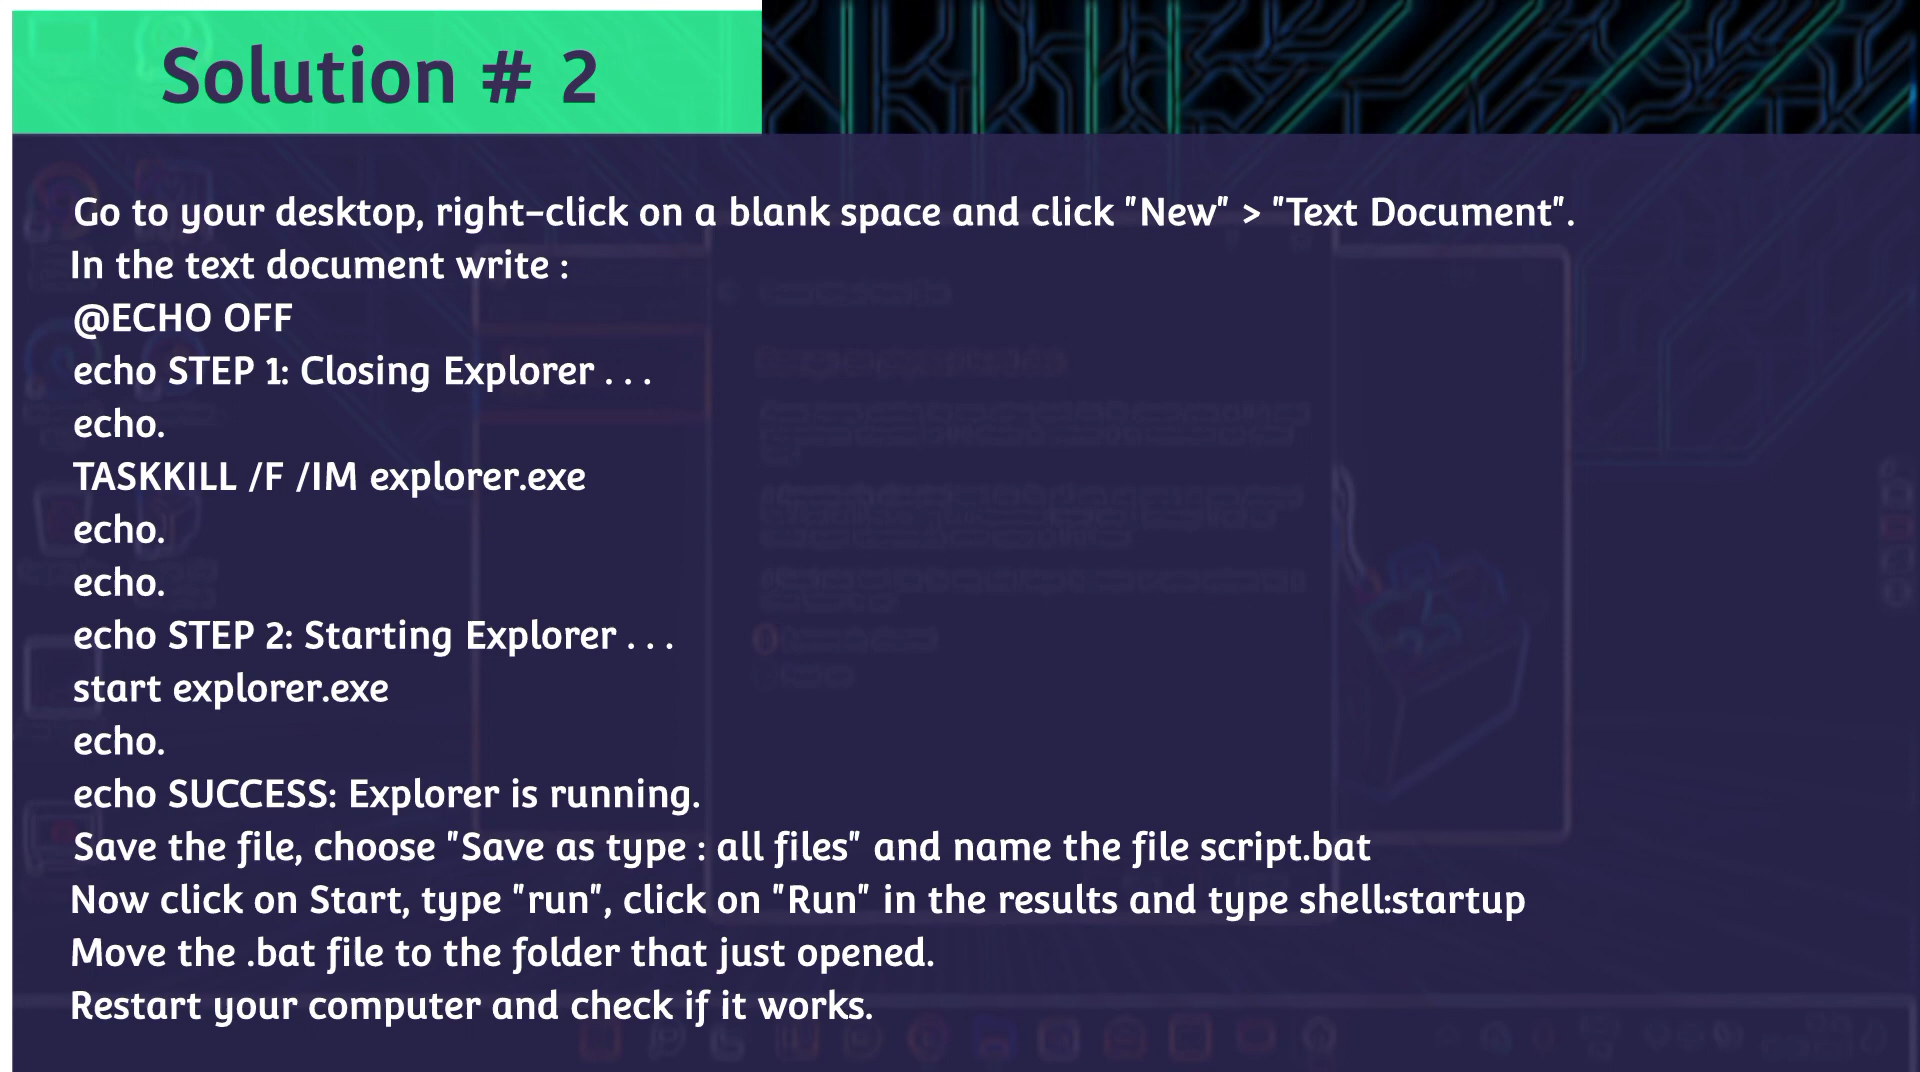 Solution # 2
Go to your desktop, right-click on a blank space and click "New" > "Text Document".
In the text document write :
@ECHO OFF
echo STEP 1: Closing Explorer . . .
echo.
TASKKILL /F /IM explorer.exe
echo.
echo.
echo STEP 2: Starting Explorer . . .
start explorer.exe
echo.
echo SUCCESS: Explorer is running.
Save the file, choose "Save as type : all files" and name the file script.bat
Now click on Start, type "run", click on "Run" in the results and type shell:startup
Move the .bat file to the folder that just opened.
Restart your computer and check if it works.